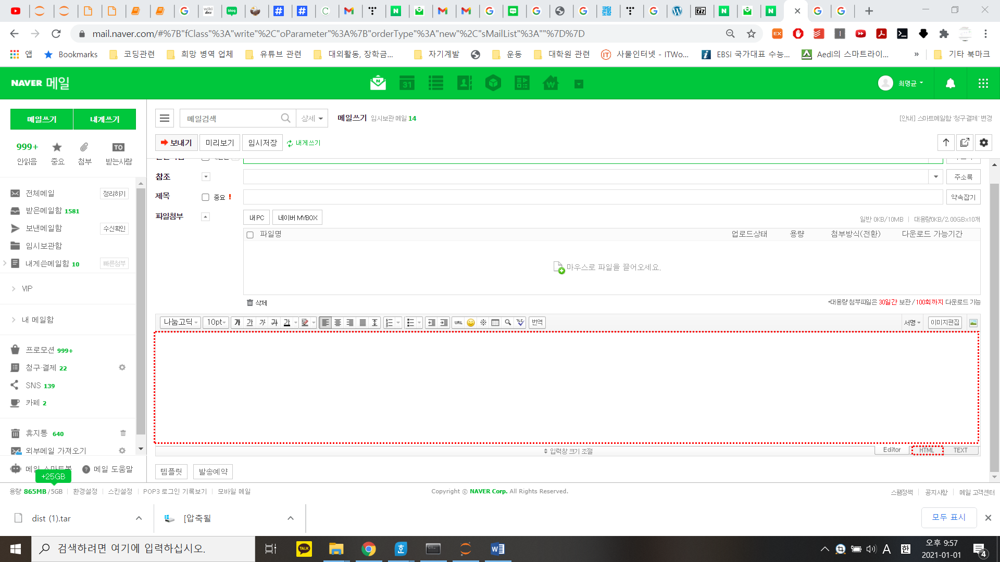 mail.naver.com/#%7B"fClass"%3A"write"%2C"oParameter"%3A%7B"orderType"%3A"new"%2C"sMailList"%3A""%7D%7D
앱 Bookmarks 코딩관련 희망 병역 업체 유튜브 관련 대외활동, 장학금... 자기계발 운동 대학원 관련 사물인터넷 - ITWo... EBSi 국가대표 수능... Aedi의 스마트라이... » 기타 북마크
NAVER 메일 31 최명균
메일쓰기 내게쓰기
메일검색 상세 메일쓰기 임시보관 메일 14 [안내] 스마트메일함 '청구·결제' 변경
보내기 미리보기 임시저장 내게쓰기
999+ TO
안읽음 중요 첨부 받는사람
참조 주소록
제목 중요 ! 약속잡기
파일첨부 내 PC 네이버 MYBOX 일반 0KB/10MB | 대용량0KB/2.00GBx10개
파일명 업로드상태 용량 첨부방식(전환) 다운로드 가능기간
마우스로 파일을 끌어오세요.
삭제 *대용량 첨부파일은 30일간 보관 / 100회까지 다운로드 가능
나눔고딕 10pt 가 가 가 가 가 URL 번역 서명 이미지편집
입력창 크기 조절 Editor HTML TEXT
템플릿 발송예약
전체메일 정리하기
받은메일함 1581
보낸메일함 수신확인
임시보관함
내게쓴메일함 10 빠른첨부
VIP
내 메일함
프로모션 999+
청구·결제 22
SNS 139
카페 2
휴지통 640
외부메일 가져오기
메일 스마트봇 메일 도움말
+25GB
용량 865MB/5GB 환경설정 스킨설정 POP3 로그인 기록보기 모바일 메일 Copyright © NAVER Corp. All Rights Reserved. 스팸정책 공지사항 메일 고객센터
dist (1).tar [압축될 모두 표시
검색하려면 여기에 입력하십시오. TALK A 한 오후 9:57
2021-01-01 4